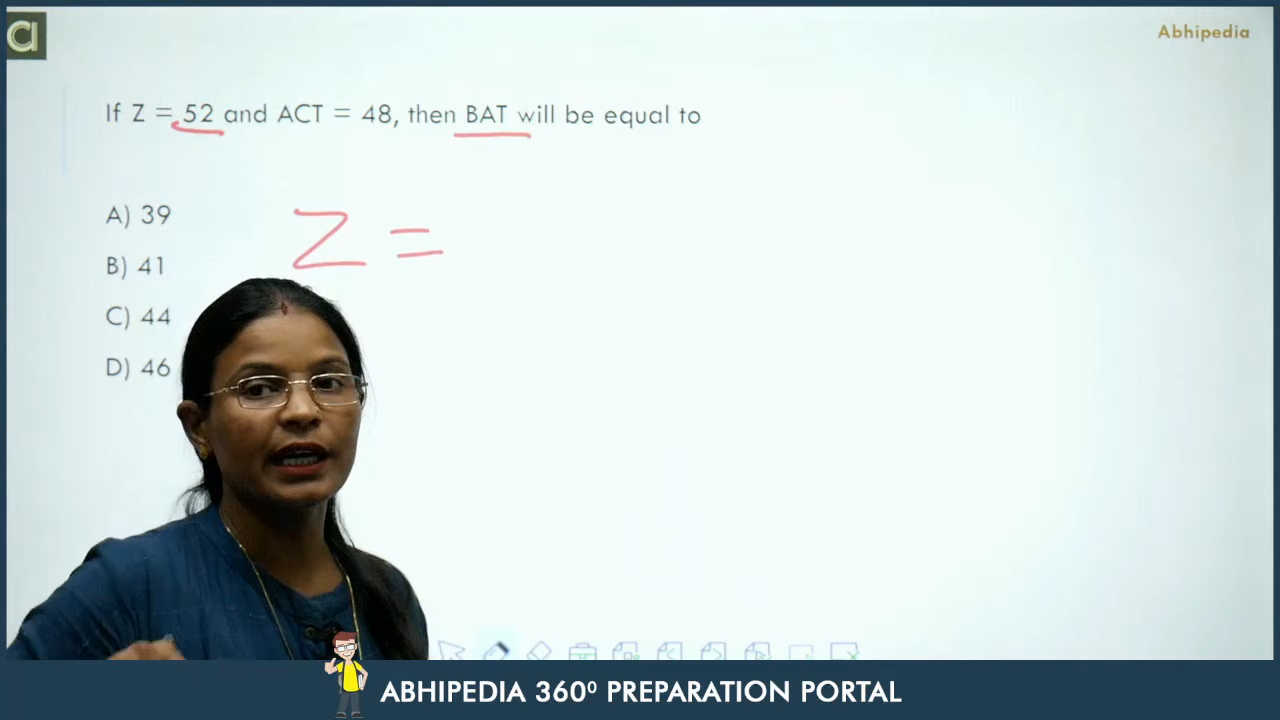 a
Abhipedia
If Z = 52 and ACT = 48, then BAT will be equal to
A) 39
Z =
B) 41
C) 44
D) 46
ABHIPEDIA 360⁰ PREPARATION PORTAL